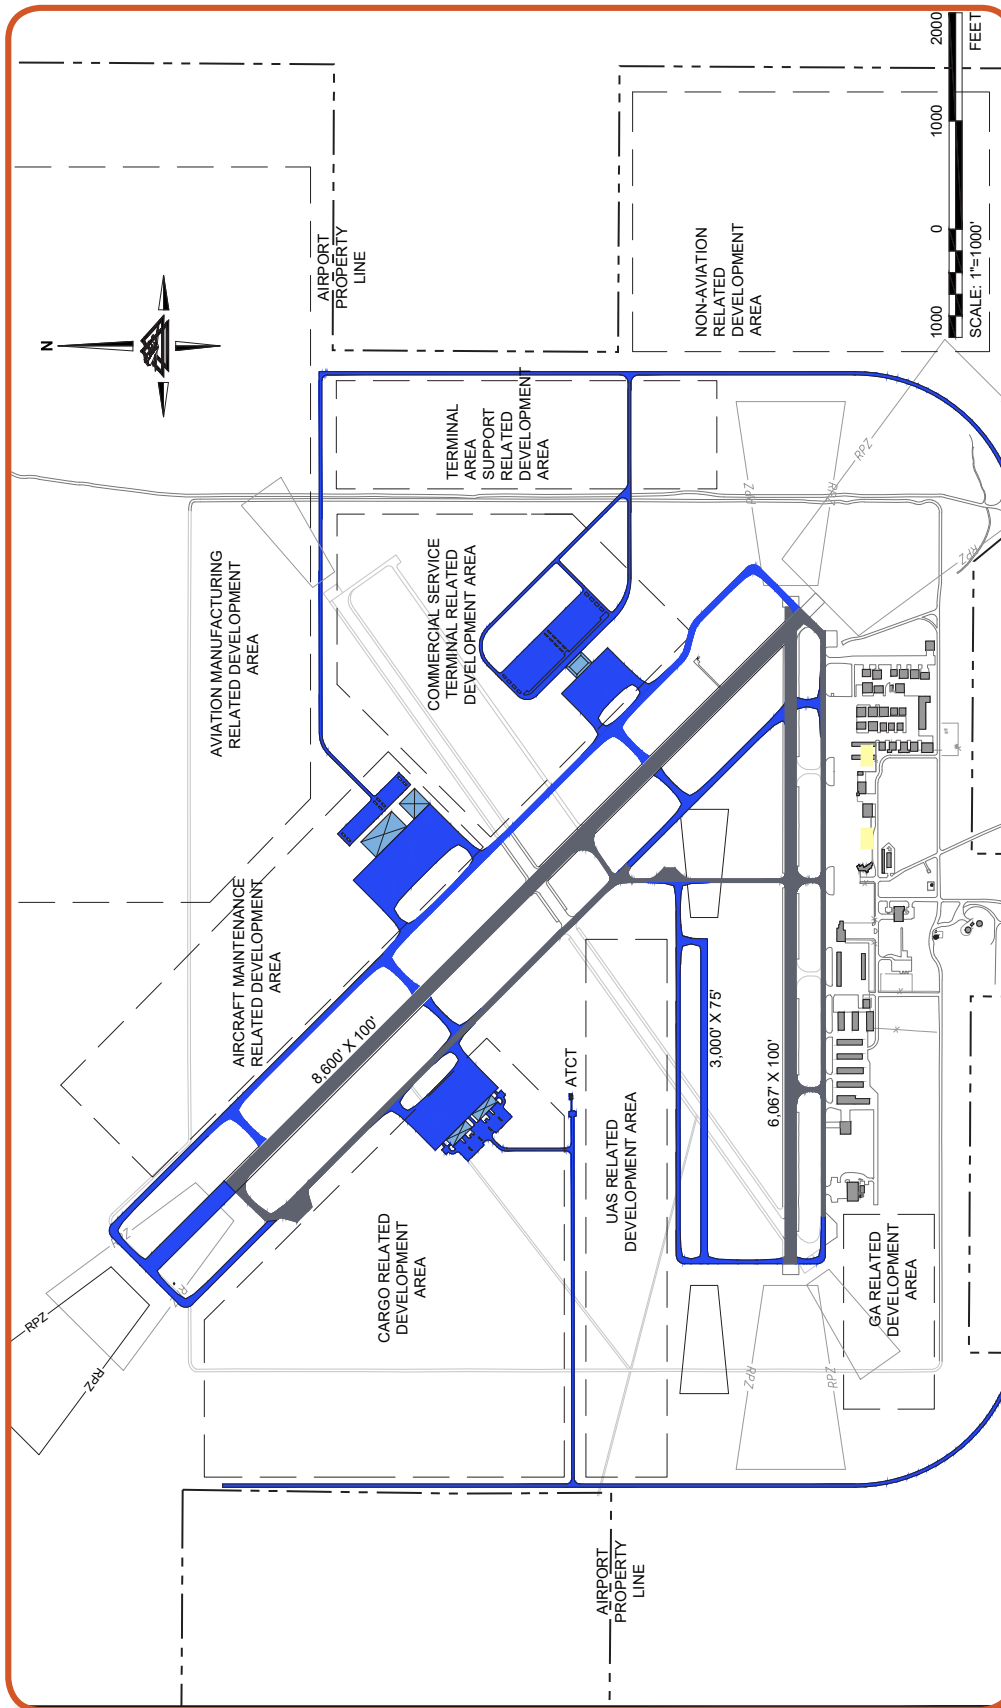 2000
FEET
1000
0
1000
SCALE: 1"=1000'
AIRPORT
PROPERTY
LINE
NON-AVIATION
RELATED
DEVELOPMENT
AREA
N
TERMINAL
AREA
SUPPORT
RELATED
DEVELOPMENT
AREA
AVIATION MANUFACTURING
RELATED DEVELOPMENT
AREA
COMMERCIAL SERVICE
TERMINAL RELATED
DEVELOPMENT AREA
RPZ
RPZ
RPZ
RPZ
AIRCRAFT MAINTENANCE
RELATED DEVELOPMENT
AREA
8,600' X 100'
3,000' X 75'
6,067' X 100'
ATCT
UAS RELATED
DEVELOPMENT AREA
CARGO RELATED
DEVELOPMENT
AREA
GA RELATED
DEVELOPMENT
AREA
RPZ
RPZ
RPZ
RPZ
RPZ
RPZ
AIRPORT
PROPERTY
LINE